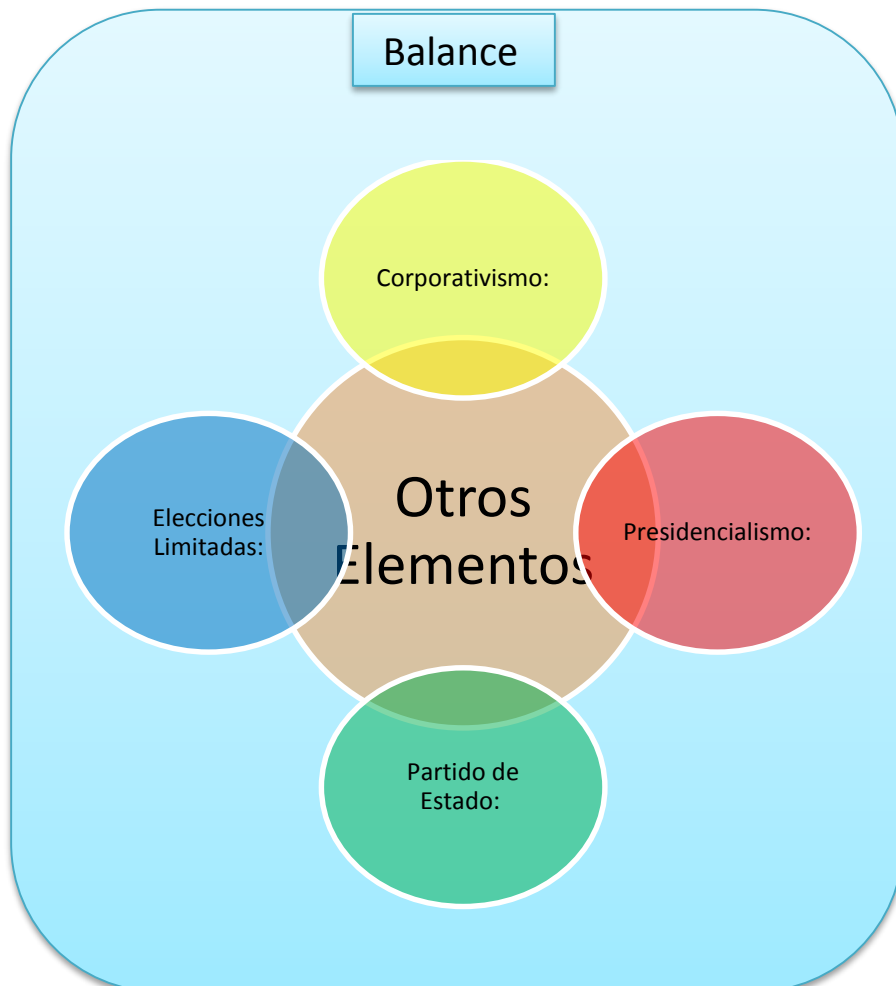 Balance
Corporativismo:
Elecciones
Limitadas:
Otros
Elementos
Presidencialismo:
Partido de
Estado: